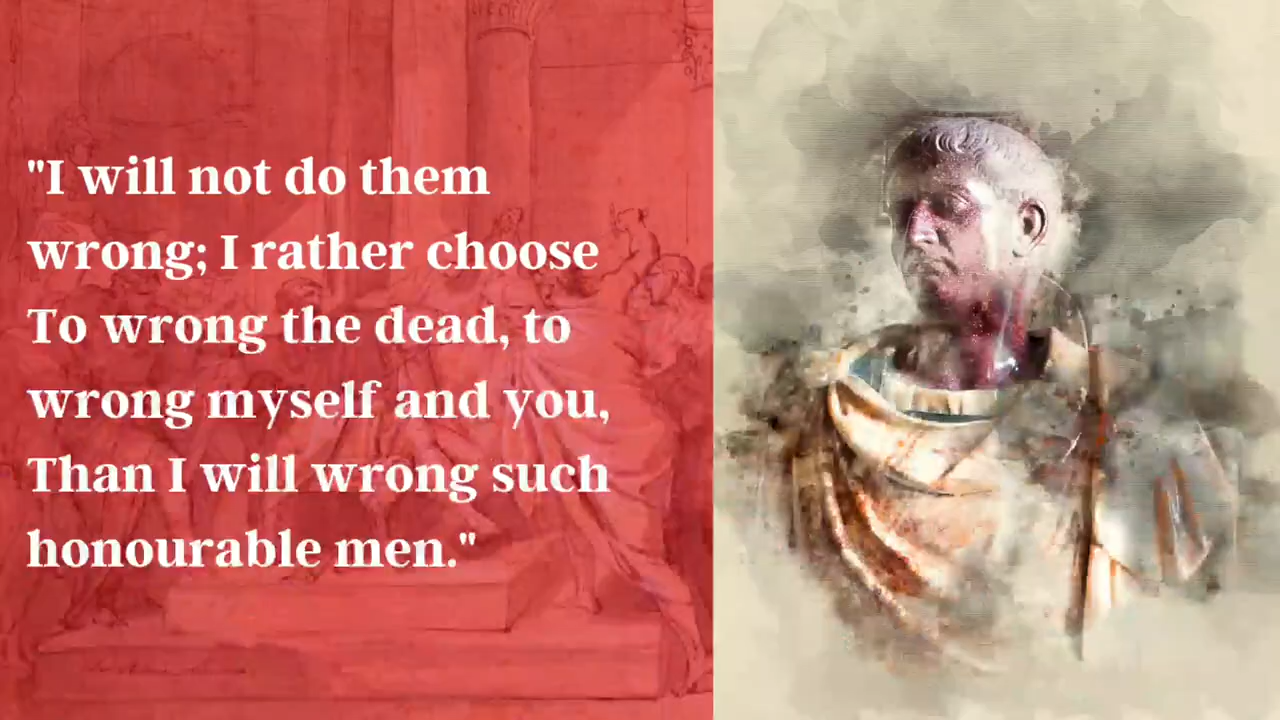 "I will not do them
wrong; I rather choose
To wrong the dead, to
wrong myself and you,
Than I will wrong such
honourable men."